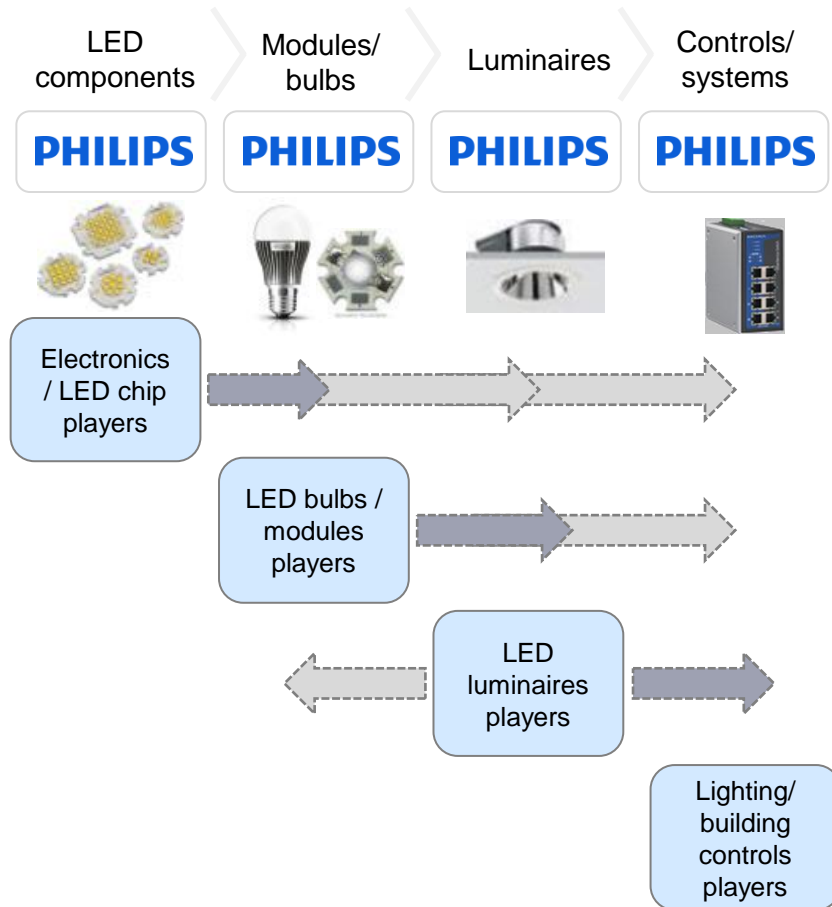 LED
components
Modules/
bulbs
Luminaires
Controls/
systems
PHILIPS
PHILIPS
PHILIPS
PHILIPS
Electronics
/ LED chip
players
LED bulbs /
modules
players
LED
luminaires
players
Lighting/
building
controls
players